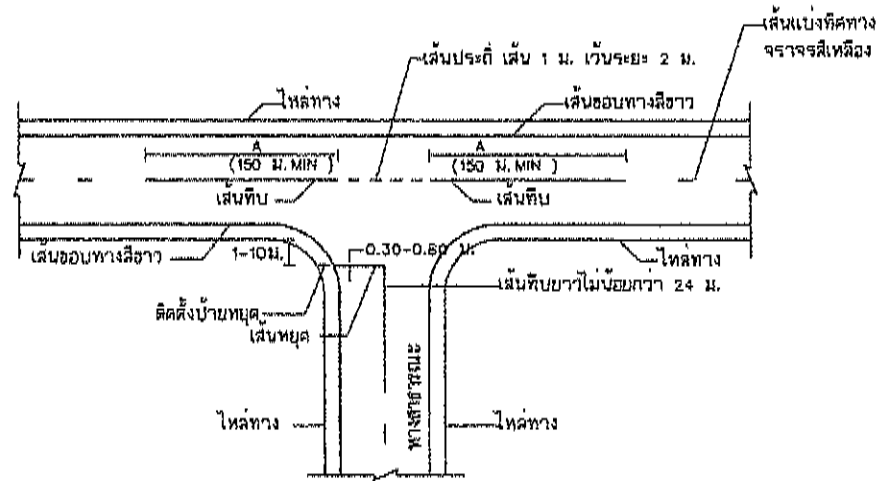 เส้นแบ่งทิศทาง
จราจรสีเหลือง
เส้นประถี่ เส้น 1 ม. เว้นระยะ 2 ม.
ไหล่ทาง
เส้นขอบทางสีขาว
A
(150 ม. MIN )
A
(150 ม. MIN )
เส้นทึบ
เส้นทึบ
เส้นขอบทางสีขาว
1-10ม.
0.30-0.60 ม.
ไหล่ทาง
เส้นทึบยาวไม่น้อยกว่า 24 ม.
ติดตั้งป้ายหยุด
เส้นหยุด
ไหล่ทาง
ทางสาธารณะ
ไหล่ทาง